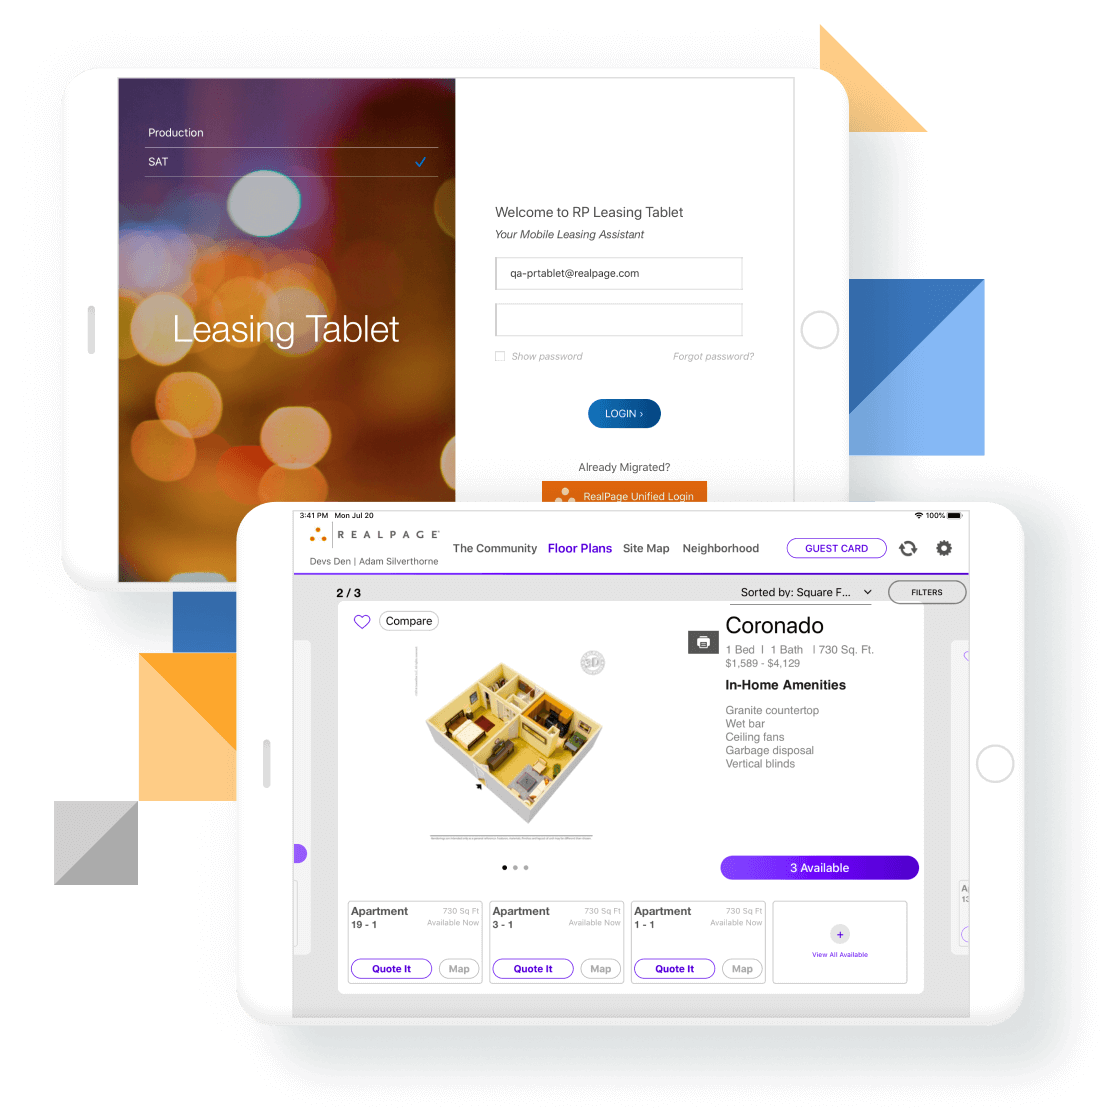 Production
SAT
Leasing Tablet
Welcome to RP Leasing Tablet
Your Mobile Leasing Assistant
qa-prtablet@realpage.com
Show password
Forgot password?
LOGIN ›
Already Migrated?
RealPage Unified Login
3:41 PM Mon Jul 20
100%
REALPAGE
Devs Den | Adam Silverthorne
The Community
Floor Plans
Site Map
Neighborhood
GUEST CARD
2 / 3
Sorted by: Square F...
FILTERS
Compare
3D
Coronado
1 Bed | 1 Bath | 730 Sq. Ft.
$1,589 - $4,129
In-Home Amenities
Granite countertop
Wet bar
Ceiling fans
Garbage disposal
Vertical blinds
3 Available
Apartment
19 - 1
730 Sq Ft
Available Now
Quote It
Map
Apartment
3 - 1
730 Sq Ft
Available Now
Quote It
Map
Apartment
1 - 1
730 Sq Ft
Available Now
Quote It
Map
+
View All Available